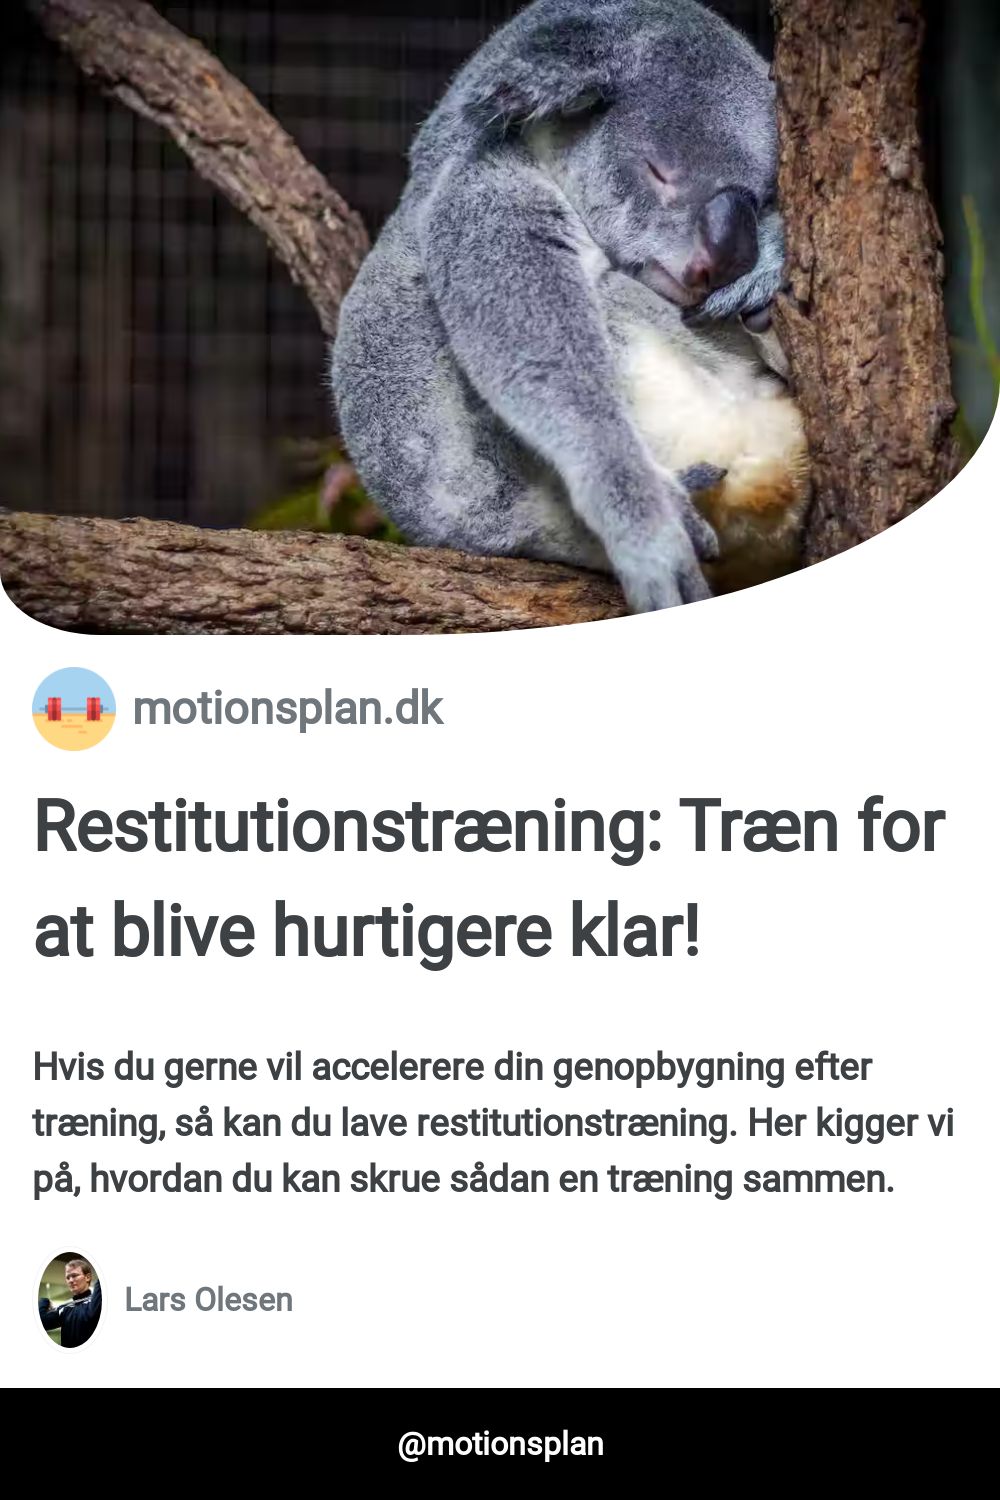 motionsplan.dk
Restitutionstræning: Træn for
at blive hurtigere klar!
Hvis du gerne vil accelerere din genopbygning efter
træning, så kan du lave restitutionstræning. Her kigger vi
på, hvordan du kan skrue sådan en træning sammen.
Lars Olesen
@motionsplan